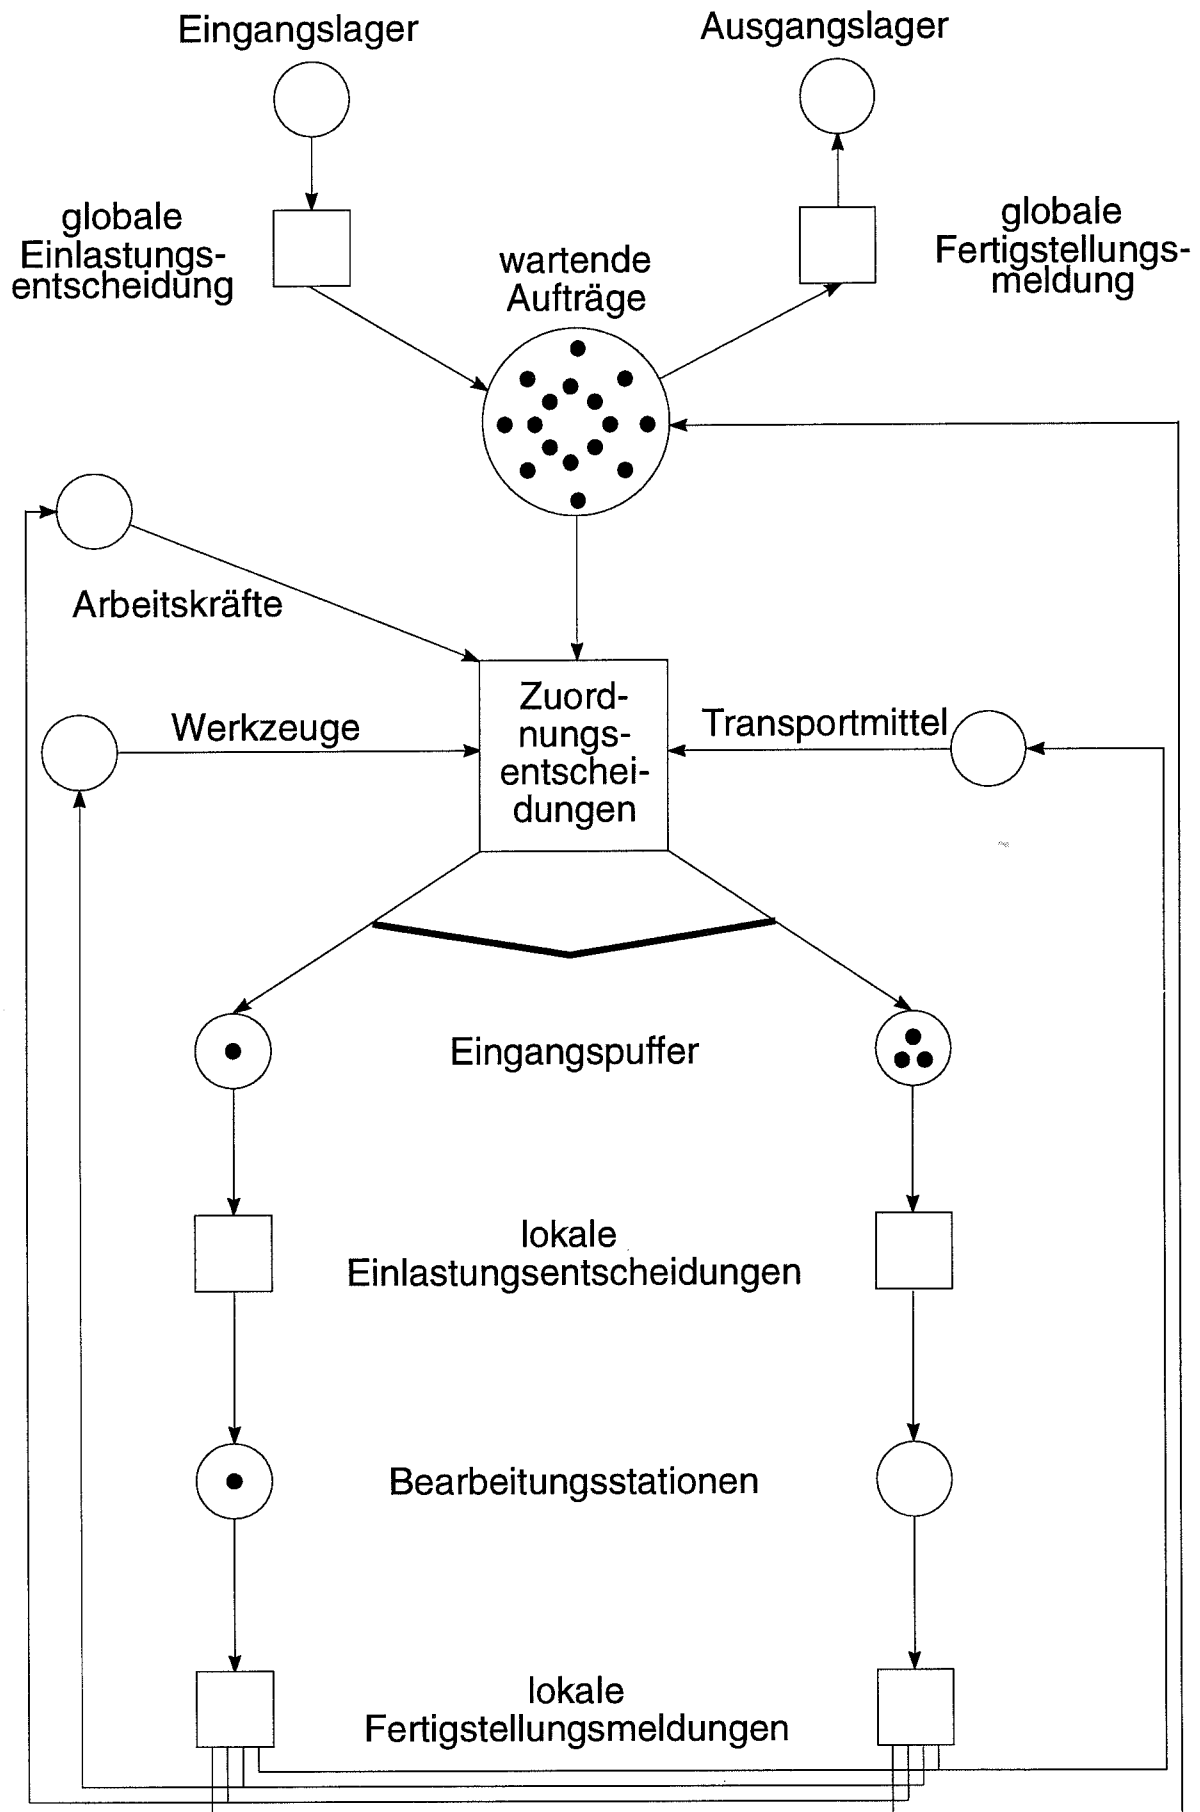 Eingangslager
Ausgangslager
globale
Einlastungs-
entscheidung
globale
Fertigstellungs-
meldung
wartende
Aufträge
Arbeitskräfte
Zuord-
nungs-
entschei-
dungen
Werkzeuge
Transportmittel
Eingangspuffer
lokale
Einlastungsentscheidungen
Bearbeitungsstationen
lokale
Fertigstellungsmeldungen